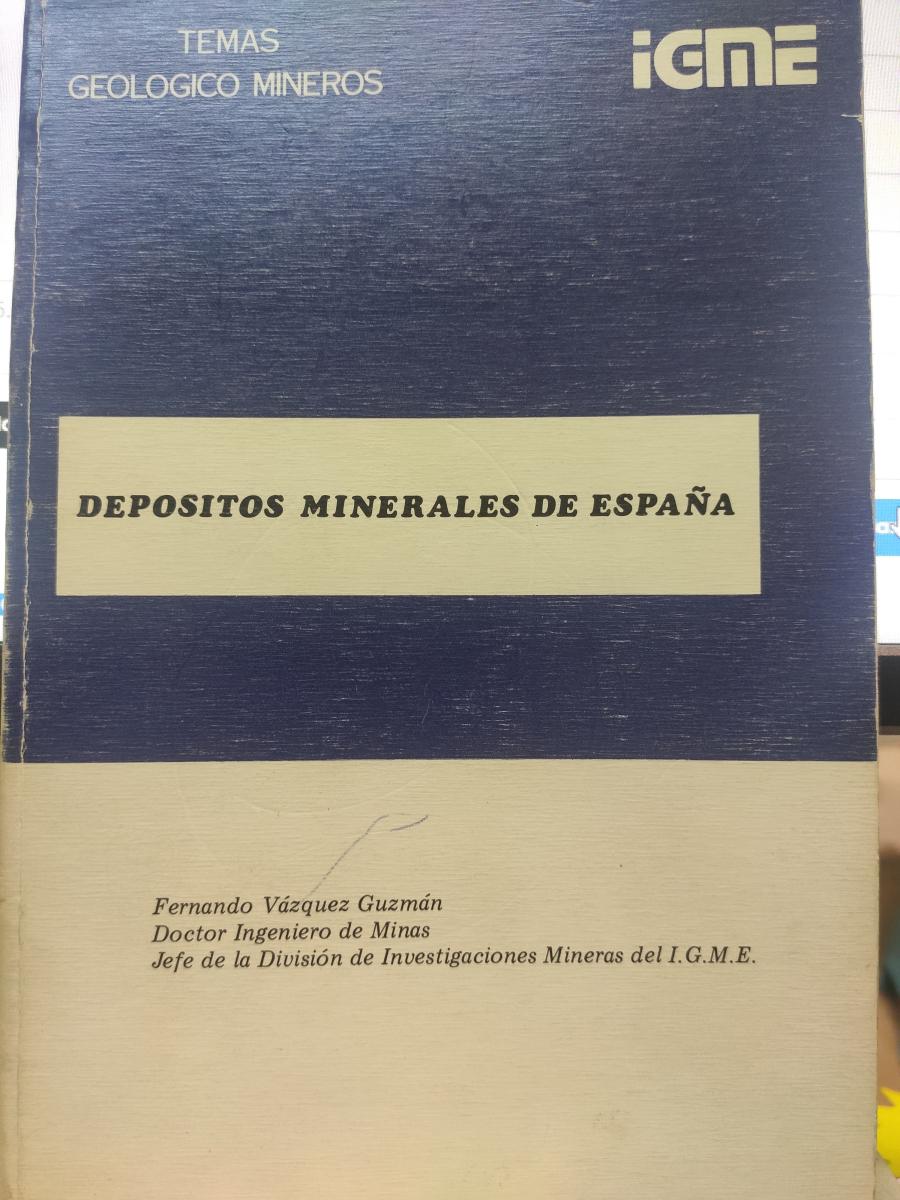 TEMAS
GEOLOGICO MINEROS
iGME
DEPOSITOS MINERALES DE ESPAÑA
Fernando Vázquez Guzmán
Doctor Ingeniero de Minas
Jefe de la División de Investigaciones Mineras del I.G.M.E.